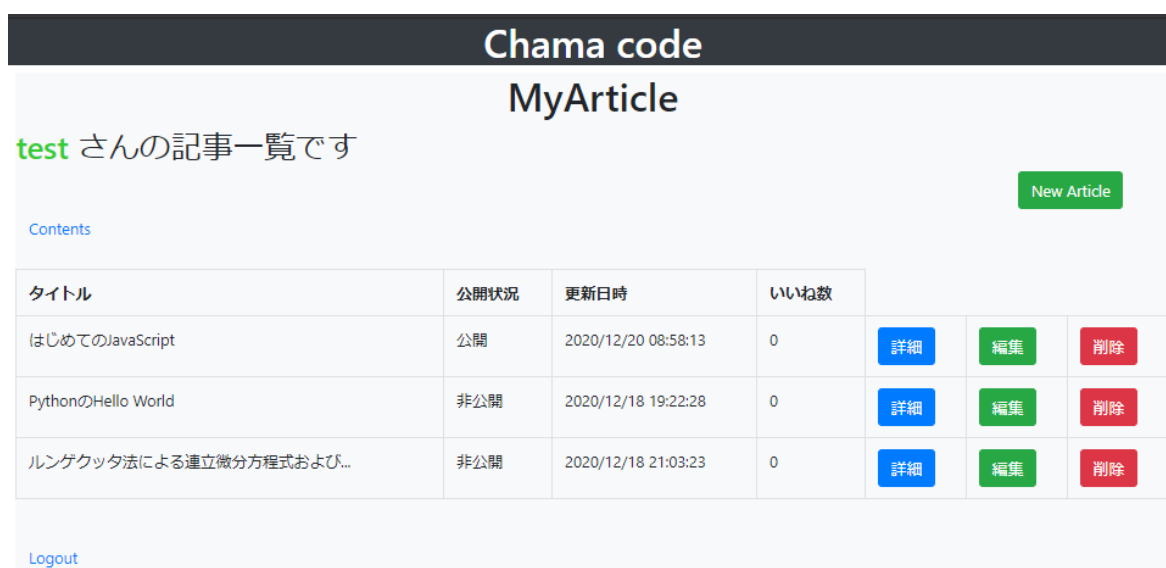 Chama code
MyArticle
test さんの記事一覧です
New Article
Contents
タイトル 公開状況 更新日時 いいね数
はじめてのJavaScript 公開 2020/12/20 08:58:13 0 詳細 編集 削除
PythonのHello World 非公開 2020/12/18 19:22:28 0 詳細 編集 削除
ルンゲクッタ法による連立微分方程式および... 非公開 2020/12/18 21:03:23 0 詳細 編集 削除
Logout